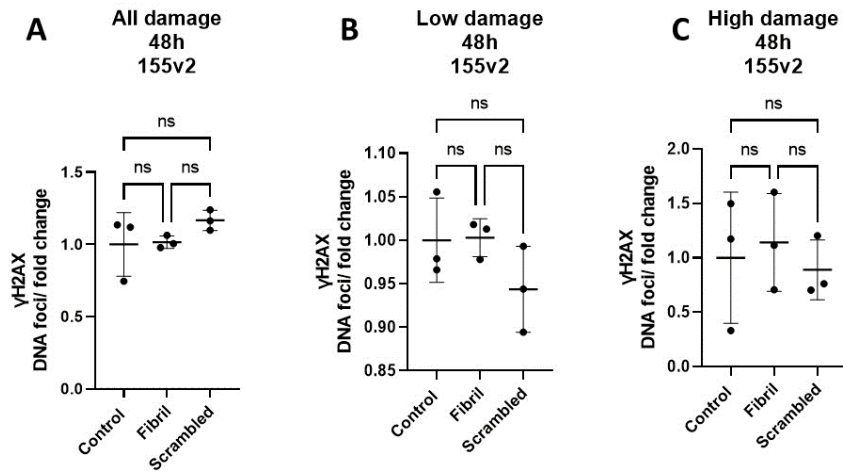 A
All damage
48h
155v2
ns
ns
ns
1.5
1.0
0.5
0.0
γH2AX
DNA foci/ fold change
Control
Fibril
Scrambled
B
Low damage
48h
155v2
ns
ns
ns
1.10
1.05
1.00
0.95
0.90
0.85
γH2AX
DNA foci/ fold change
Control
Fibril
Scrambled
C
High damage
48h
155v2
ns
ns
ns
2.0
1.5
1.0
0.5
0.0
γH2AX
DNA foci/ fold change
Control
Fibril
Scrambled